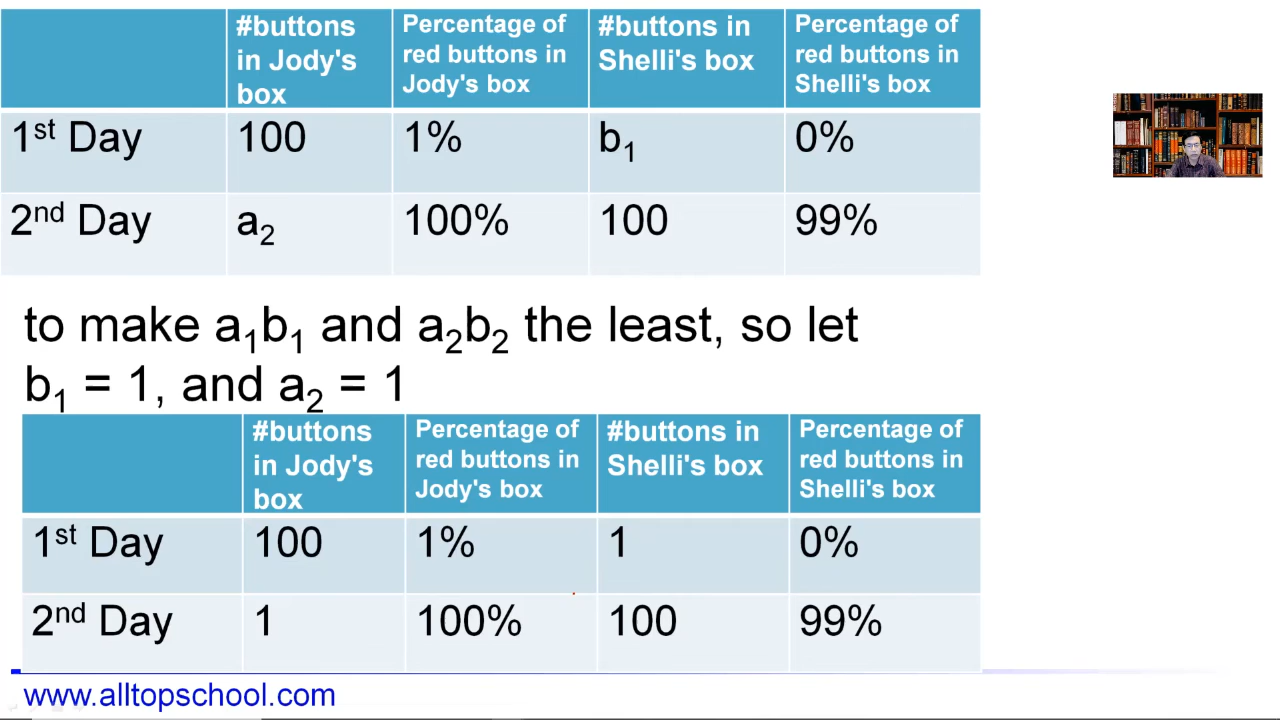 #buttons in Jody's box Percentage of red buttons in Jody's box #buttons in Shelli's box Percentage of red buttons in Shelli's box
1st Day 100 1% b1 0%
2nd Day a2 100% 100 99%
to make a1b1 and a2b2 the least, so let
b1 = 1, and a2 = 1
#buttons in Jody's box Percentage of red buttons in Jody's box #buttons in Shelli's box Percentage of red buttons in Shelli's box
1st Day 100 1% 1 0%
2nd Day 1 100% 100 99%
www.alltopschool.com